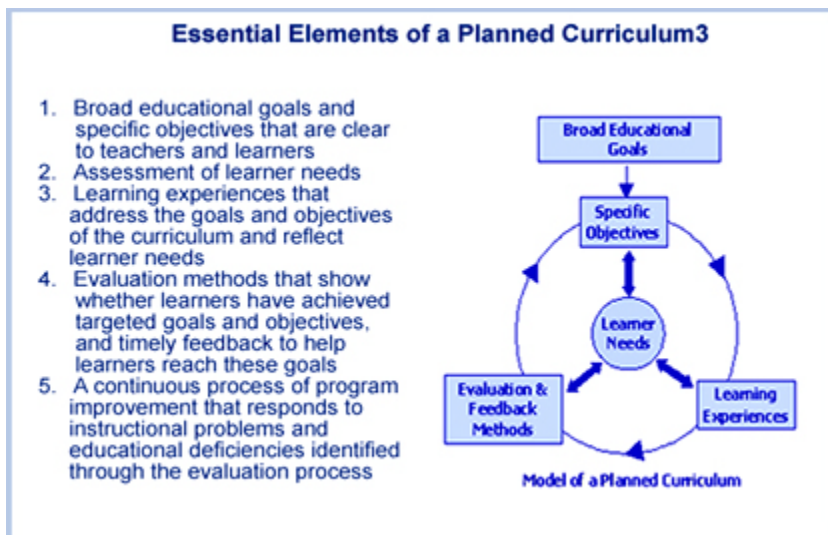 Essential Elements of a Planned Curriculum3
1. Broad educational goals and
specific objectives that are clear
to teachers and learners
2. Assessment of learner needs
3. Learning experiences that
address the goals and objectives
of the curriculum and reflect
learner needs
4. Evaluation methods that show
whether learners have achieved
targeted goals and objectives,
and timely feedback to help
learners reach these goals
5. A continuous process of program
improvement that responds to
instructional problems and
educational deficiencies identified
through the evaluation process
Broad Educational
Goals
Specific
Objectives
Learner
Needs
Evaluation &
Feedback
Methods
Learning
Experiences
Model of a Planned Curriculum